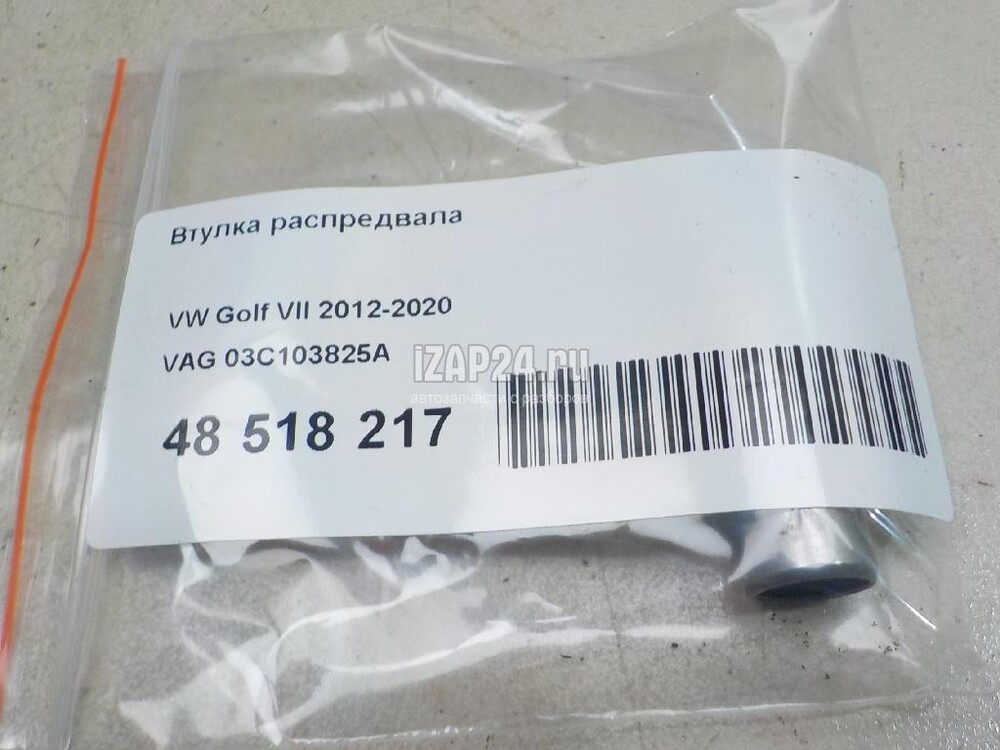 Втулка распредвала
VW Golf VII 2012-2020
VAG 03C103825A
iZAP24.ru
автозапчасти с разборов
48 518 217